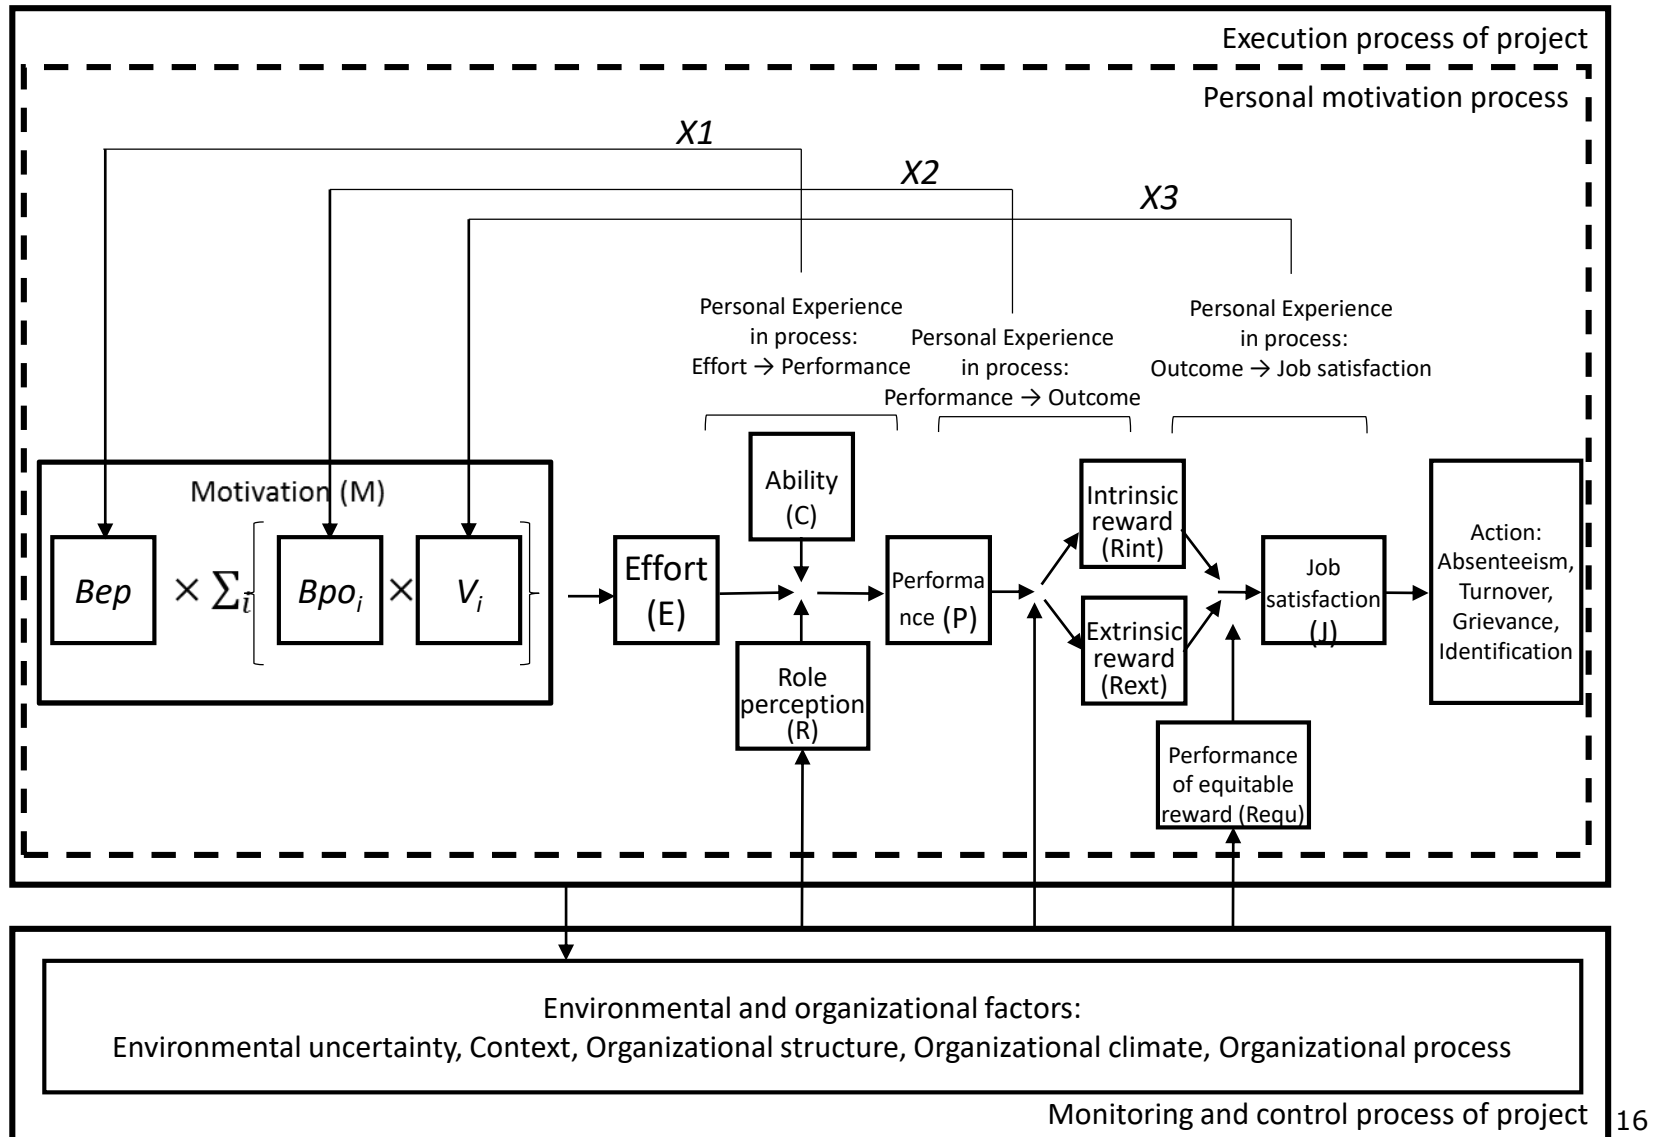 Execution process of project
Personal motivation process
X1
X2
X3
Personal Experience
in process:
Effort → Performance
Personal Experience
in process:
Performance → Outcome
Personal Experience
in process:
Outcome → Job satisfaction
Motivation (M)
Bep
× ∑i {
Bpoi
×
Vi
}
Effort
(E)
Ability
(C)
Role
perception
(R)
Performa
nce (P)
Intrinsic
reward
(Rint)
Extrinsic
reward
(Rext)
Performance
of equitable
reward (Requ)
Job
satisfaction
(J)
Action:
Absenteeism,
Turnover,
Grievance,
Identification
Environmental and organizational factors:
Environmental uncertainty, Context, Organizational structure, Organizational climate, Organizational process
Monitoring and control process of project
16